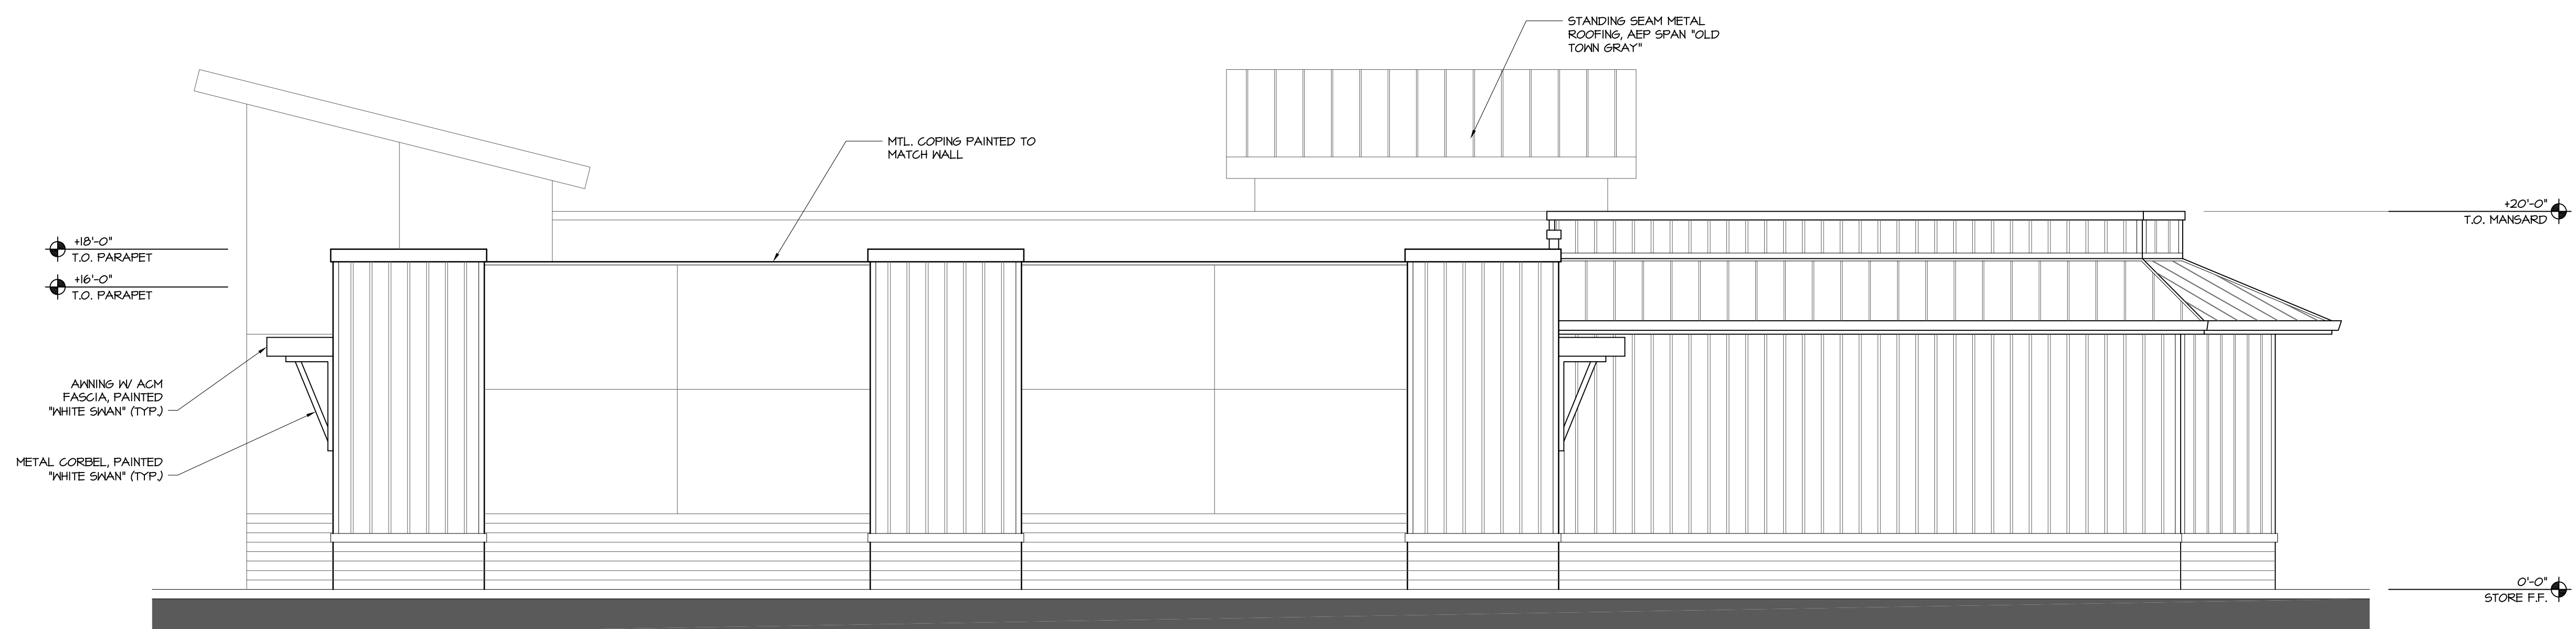 STANDING SEAM METAL
ROOFING, AEP SPAN "OLD
TOWN GRAY"
MTL. COPING PAINTED TO
MATCH WALL
+18'-0"
T.O. PARAPET
+16'-0"
T.O. PARAPET
+20'-0"
T.O. MANSARD
AWNING W/ ACM
FASCIA, PAINTED
"WHITE SWAN" (TYP.)
METAL CORBEL, PAINTED
"WHITE SWAN" (TYP.)
0'-0"
STORE F.F.